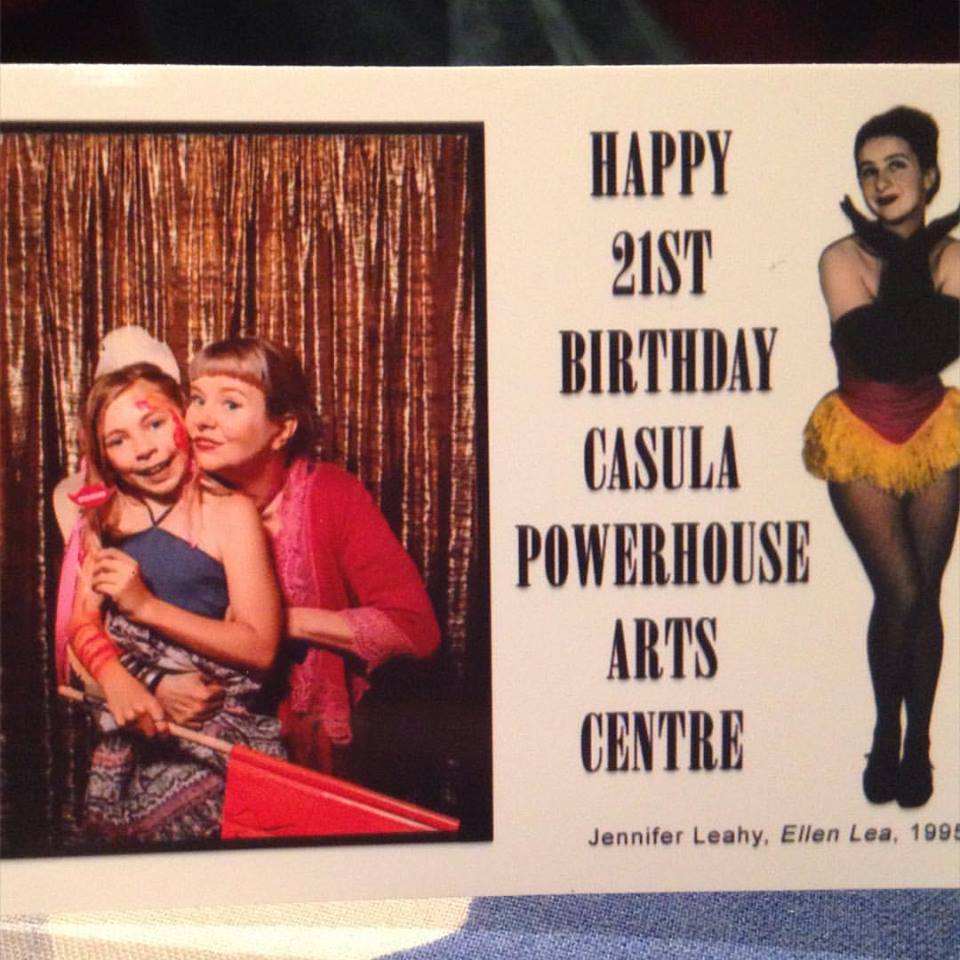 HAPPY
21ST
BIRTHDAY
CASULA
POWERHOUSE
ARTS
CENTRE
Jennifer Leahy, Ellen Lea, 1995